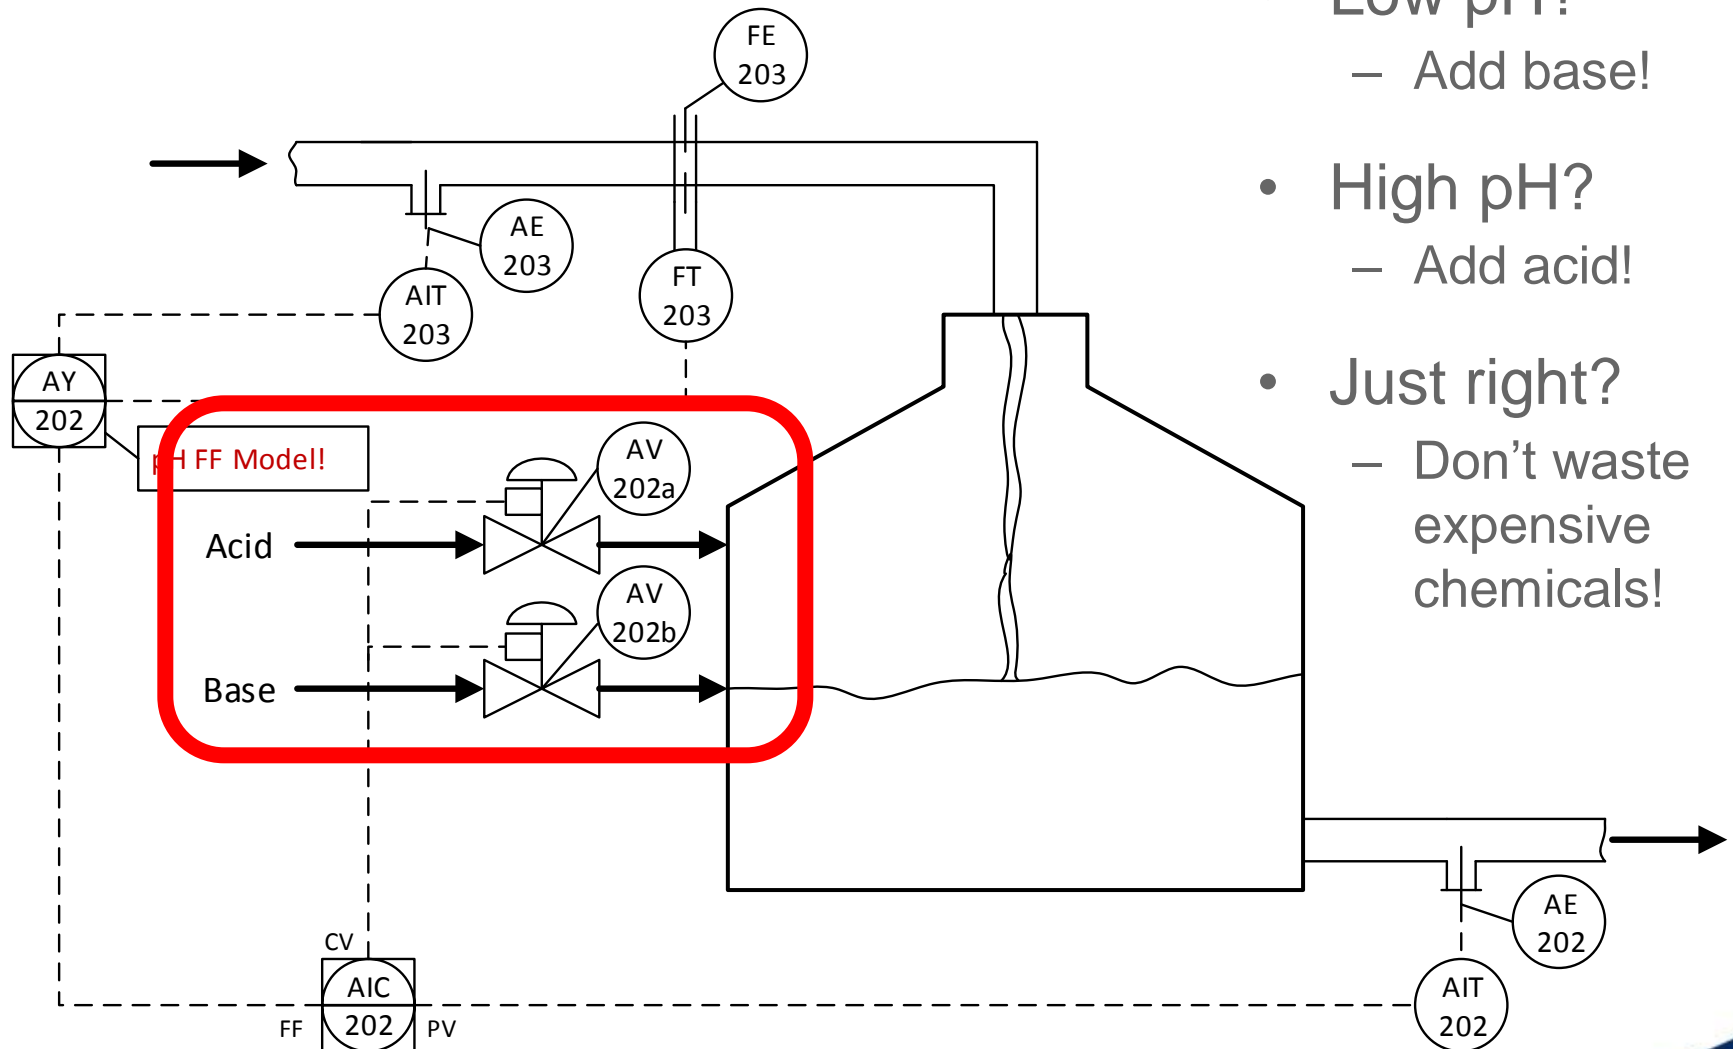 FE
203
AE
203
AIT
203
FT
203
AY
202
pH FF Model!
AV
202a
Acid
AV
202b
Base
CV
AIC
202
FF
PV
AE
202
AIT
202
Low pH?
– Add base!
• High pH?
– Add acid!
• Just right?
– Don’t waste
expensive
chemicals!